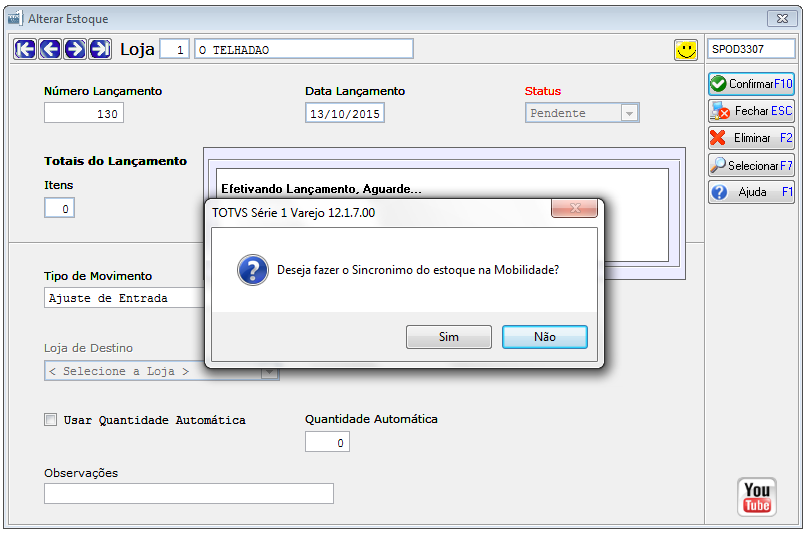 Alterar Estoque
Loja 1 O TELHADAO SPOD3307
Número Lançamento Data Lançamento Status
130 13/10/2015 Pendente
Confirmar F10
Fechar ESC
Eliminar F2
Selecionar F7
Ajuda F1
Totais do Lançamento
Itens
0
Efetivando Lançamento, Aguarde...
TOTVS Série 1 Varejo 12.1.7.00
Deseja fazer o Sincronimo do estoque na Mobilidade?
Sim Não
Tipo de Movimento
Ajuste de Entrada
Loja de Destino
< Selecione a Loja >
Usar Quantidade Automática Quantidade Automática
0
Observações
You
Tube